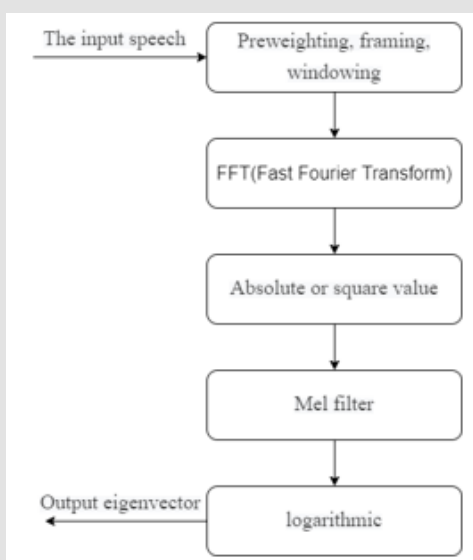 The input speech
Preweighting, framing,
windowing
FFT(Fast Fourier Transform)
Absolute or square value
Mel filter
Output eigenvector
logarithmic